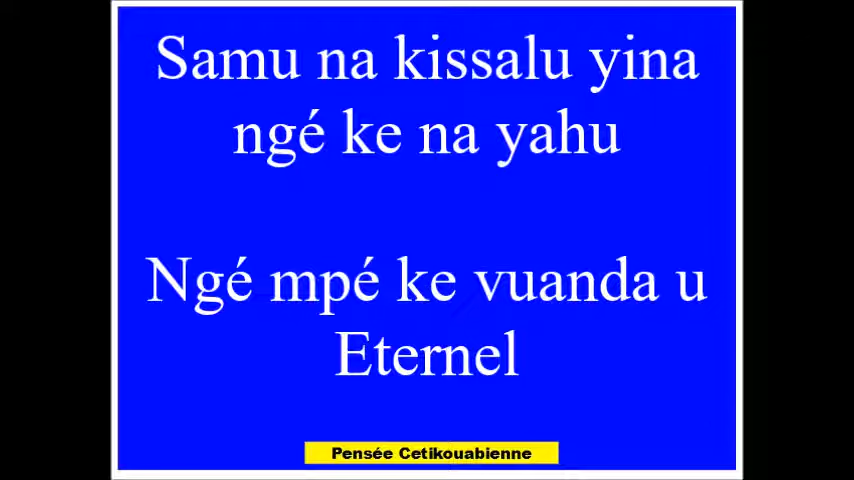 Samu na kissalu yina
ngé ke na yahu
Ngé mpé ke vuanda u
Eternel
Pensée Cetikouabienne